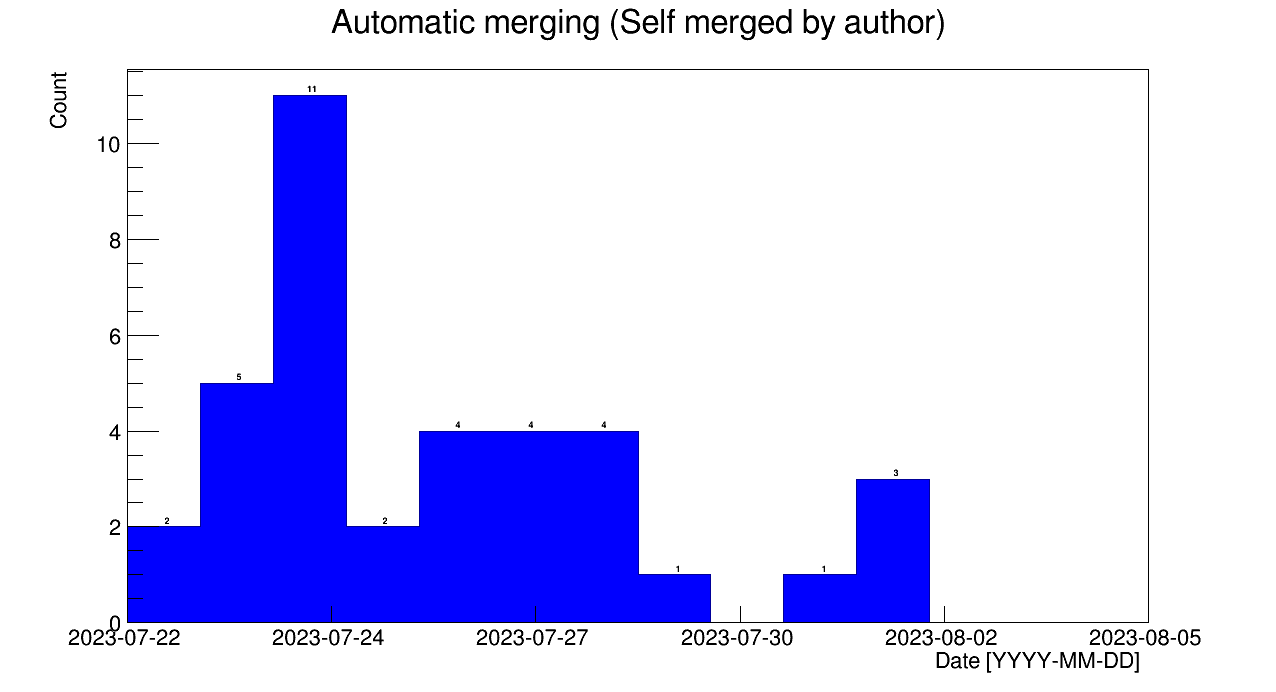 Automatic merging (Self merged by author)
Count
11
10
8
6
5
4
4 4 4
3
2
2 2
1 1
0
2023-07-22 2023-07-24 2023-07-27 2023-07-30 2023-08-02 2023-08-05
Date [YYYY-MM-DD]